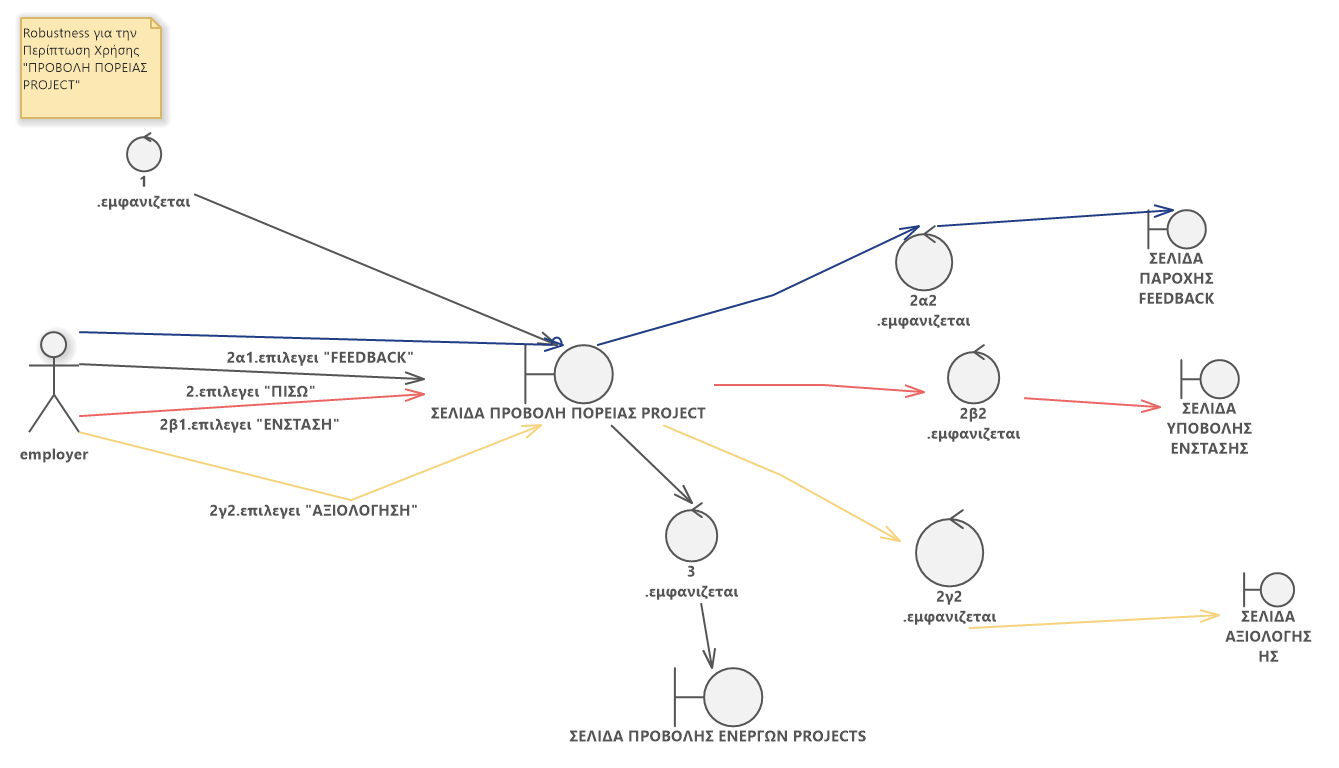 Robustness για την
Περίπτωση Χρήσης
"ΠΡΟΒΟΛΗ ΠΟΡΕΙΑΣ
PROJECT"
1
.εμφανιζεται
ΣΕΛΙΔΑ
ΠΑΡΟΧΗΣ
FEEDBACK
2α2
.εμφανιζεται
2α1.επιλεγει "FEEDBACK"
2.επιλεγει "ΠΙΣΩ"
2β1.επιλεγει "ΕΝΣΤΑΣΗ"
ΣΕΛΙΔΑ ΠΡΟΒΟΛΗ ΠΟΡΕΙΑΣ PROJECT
2β2
.εμφανιζεται
ΣΕΛΙΔΑ
ΥΠΟΒΟΛΗΣ
ΕΝΣΤΑΣΗΣ
employer
2γ2.επιλεγει "ΑΞΙΟΛΟΓΗΣΗ"
3
.εμφανιζεται
2γ2
.εμφανιζεται
ΣΕΛΙΔΑ
ΑΞΙΟΛΟΓΗΣ
ΗΣ
ΣΕΛΙΔΑ ΠΡΟΒΟΛΗΣ ΕΝΕΡΓΩΝ PROJECTS